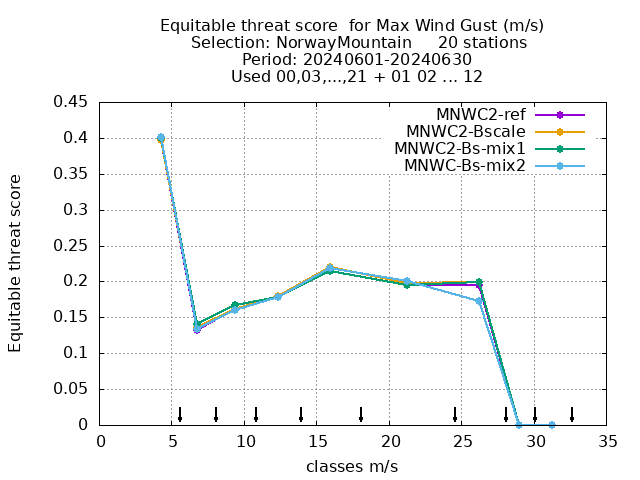 Equitable threat score  for Max Wind Gust (m/s)
Selection: NorwayMountain     20 stations
Period: 20240601-20240630
Used 00,03,...,21 + 01 02 ... 12
MNWC2-ref
MNWC2-Bscale
MNWC2-Bs-mix1
MNWC-Bs-mix2
Equitable threat score
0.45
0.4
0.35
0.3
0.25
0.2
0.15
0.1
0.05
0
0 5 10 15 20 25 30 35
classes m/s